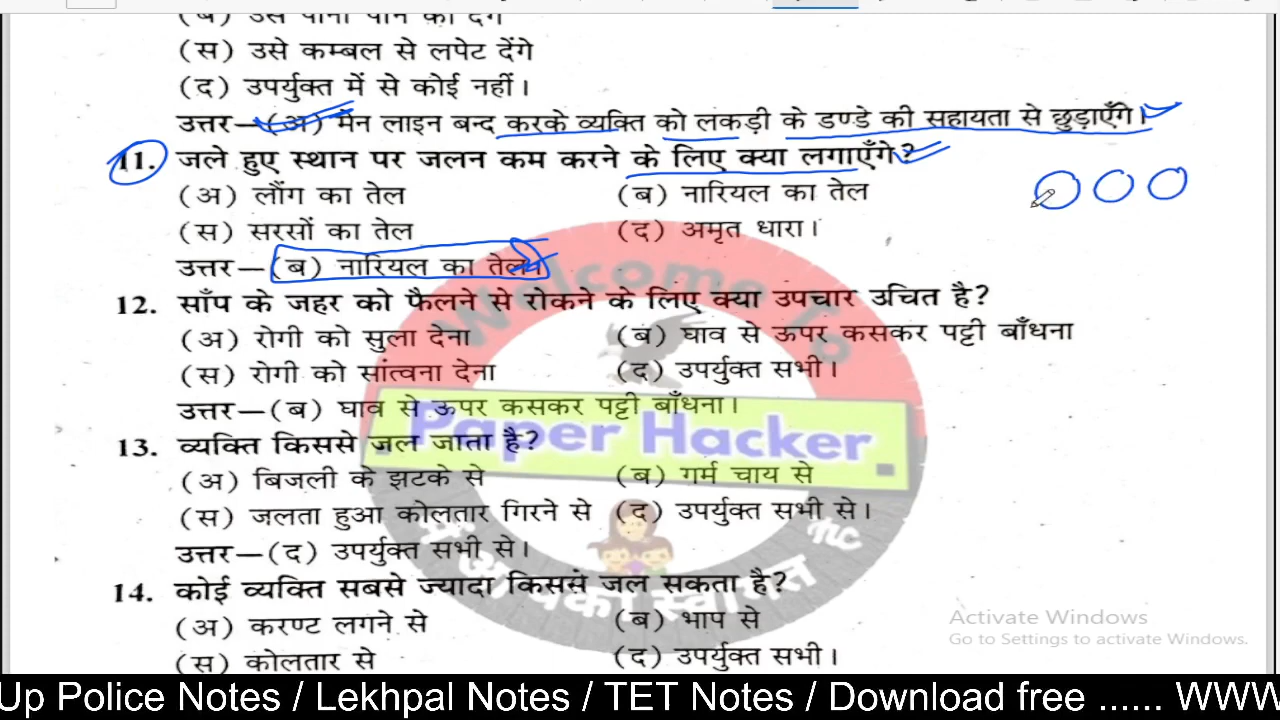 (ब) उसे पानी पीने को देंगे
(स) उसे कम्बल से लपेट देंगे
(द) उपर्युक्त में से कोई नहीं।
उत्तर—(अ) मेन लाइन बन्द करके व्यक्ति को लकड़ी के डण्डे की सहायता से छुड़ाएँगे।
11. जले हुए स्थान पर जलन कम करने के लिए क्या लगाएँगे?
(अ) लौंग का तेल (ब) नारियल का तेल
(स) सरसों का तेल (द) अमृत धारा।
उत्तर—(ब) नारियल का तेल।
12. साँप के जहर को फैलने से रोकने के लिए क्या उपचार उचित है?
(अ) रोगी को सुला देना (ब) घाव से ऊपर कसकर पट्टी बाँधना
(स) रोगी को सांत्वना देना (द) उपर्युक्त सभी।
उत्तर—(ब) घाव से ऊपर कसकर पट्टी बाँधना।
13. व्यक्ति किससे जल जाता है?
(अ) बिजली के झटके से (ब) गर्म चाय से
(स) जलता हुआ कोलतार गिरने से (द) उपर्युक्त सभी से।
उत्तर—(द) उपर्युक्त सभी से।
14. कोई व्यक्ति सबसे ज्यादा किससे जल सकता है?
(अ) करण्ट लगने से (ब) भाप से
(स) कोलतार से (द) उपर्युक्त सभी।
Welcome To
Paper Hacker
में आपका स्वागत
Activate Windows
Go to Settings to activate Windows.
Up Police Notes / Lekhpal Notes / TET Notes / Download free ...... WWW